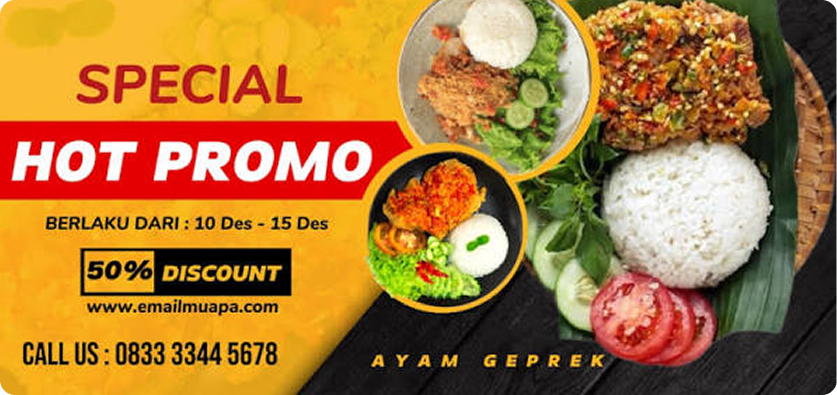 SPECIAL
HOT PROMO
BERLAKU DARI : 10 Des - 15 Des
50% DISCOUNT
www.emailmuapa.com
CALL US : 0833 3344 5678
AYAM GEPREK